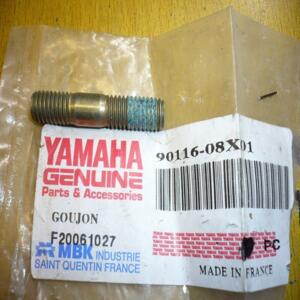 YAMAHA
GENUINE
Parts & Accessories
90116-08X01
GOUJON
F20061027
MBK INDUSTRIE
SAINT QUENTIN FRANCE
PC
MADE IN FRANCE